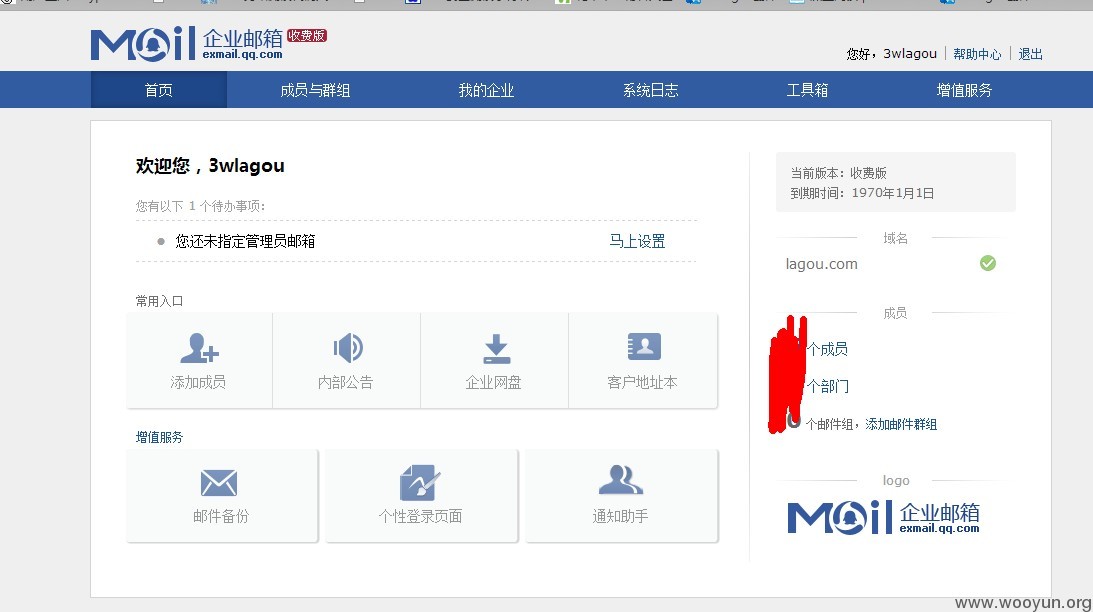 Mail 企业邮箱 收费版
exmail.qq.com
您好，3wlagou 帮助中心 退出
首页 成员与群组 我的企业 系统日志 工具箱 增值服务
欢迎您，3wlagou
您有以下 1 个待办事项:
您还未指定管理员邮箱 马上设置
常用入口
添加成员 内部公告 企业网盘 客户地址本
增值服务
邮件备份 个性登录页面 通知助手
当前版本：收费版
到期时间：1970年1月1日
域名
lagou.com
成员
个成员
个部门
个邮件组，添加邮件群组
logo
Mail 企业邮箱
exmail.qq.com
www.wooyun.org